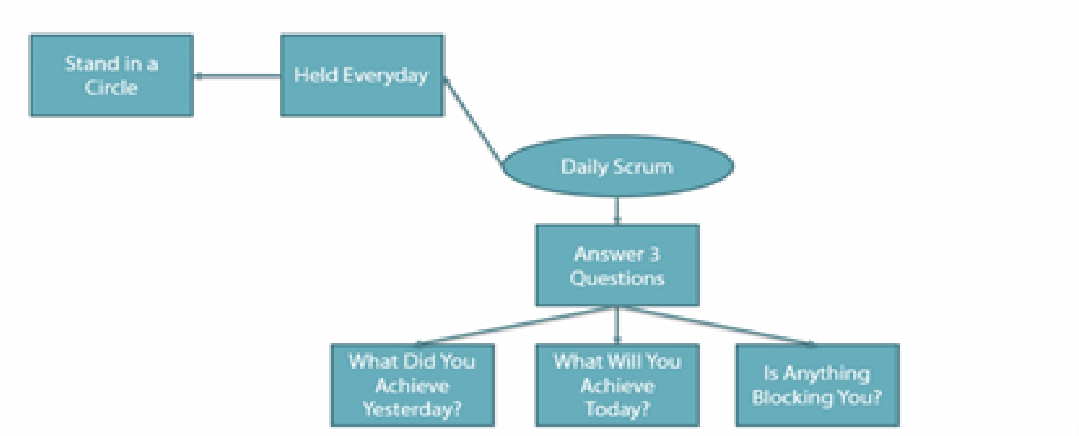 Stand in a
Circle
Held Everyday
Daily Scrum
Answer 3
Questions
What Did You
Achieve
Yesterday?
What Will You
Achieve
Today?
Is Anything
Blocking You?